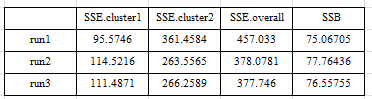 SSE.cluster1 SSE.cluster2 SSE.overall SSB
run1 95.5746 361.4584 457.033 75.06705
run2 114.5216 263.5565 378.0781 77.76436
run3 111.4871 266.2589 377.746 76.55755